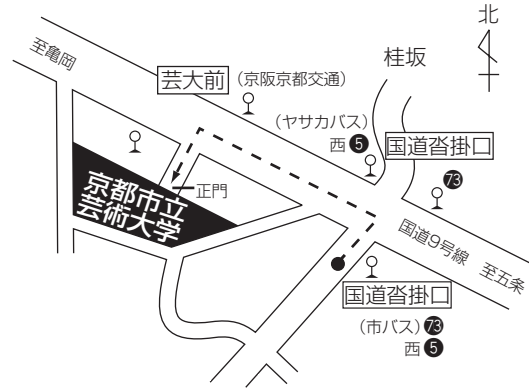 北
至亀岡
芸大前
(京阪京都交通)
桂坂
(ヤサカバス)
西5
国道沓掛口
73
正門
京都市立
芸術大学
国道9号線 至五条
国道沓掛口
(市バス)73
西5